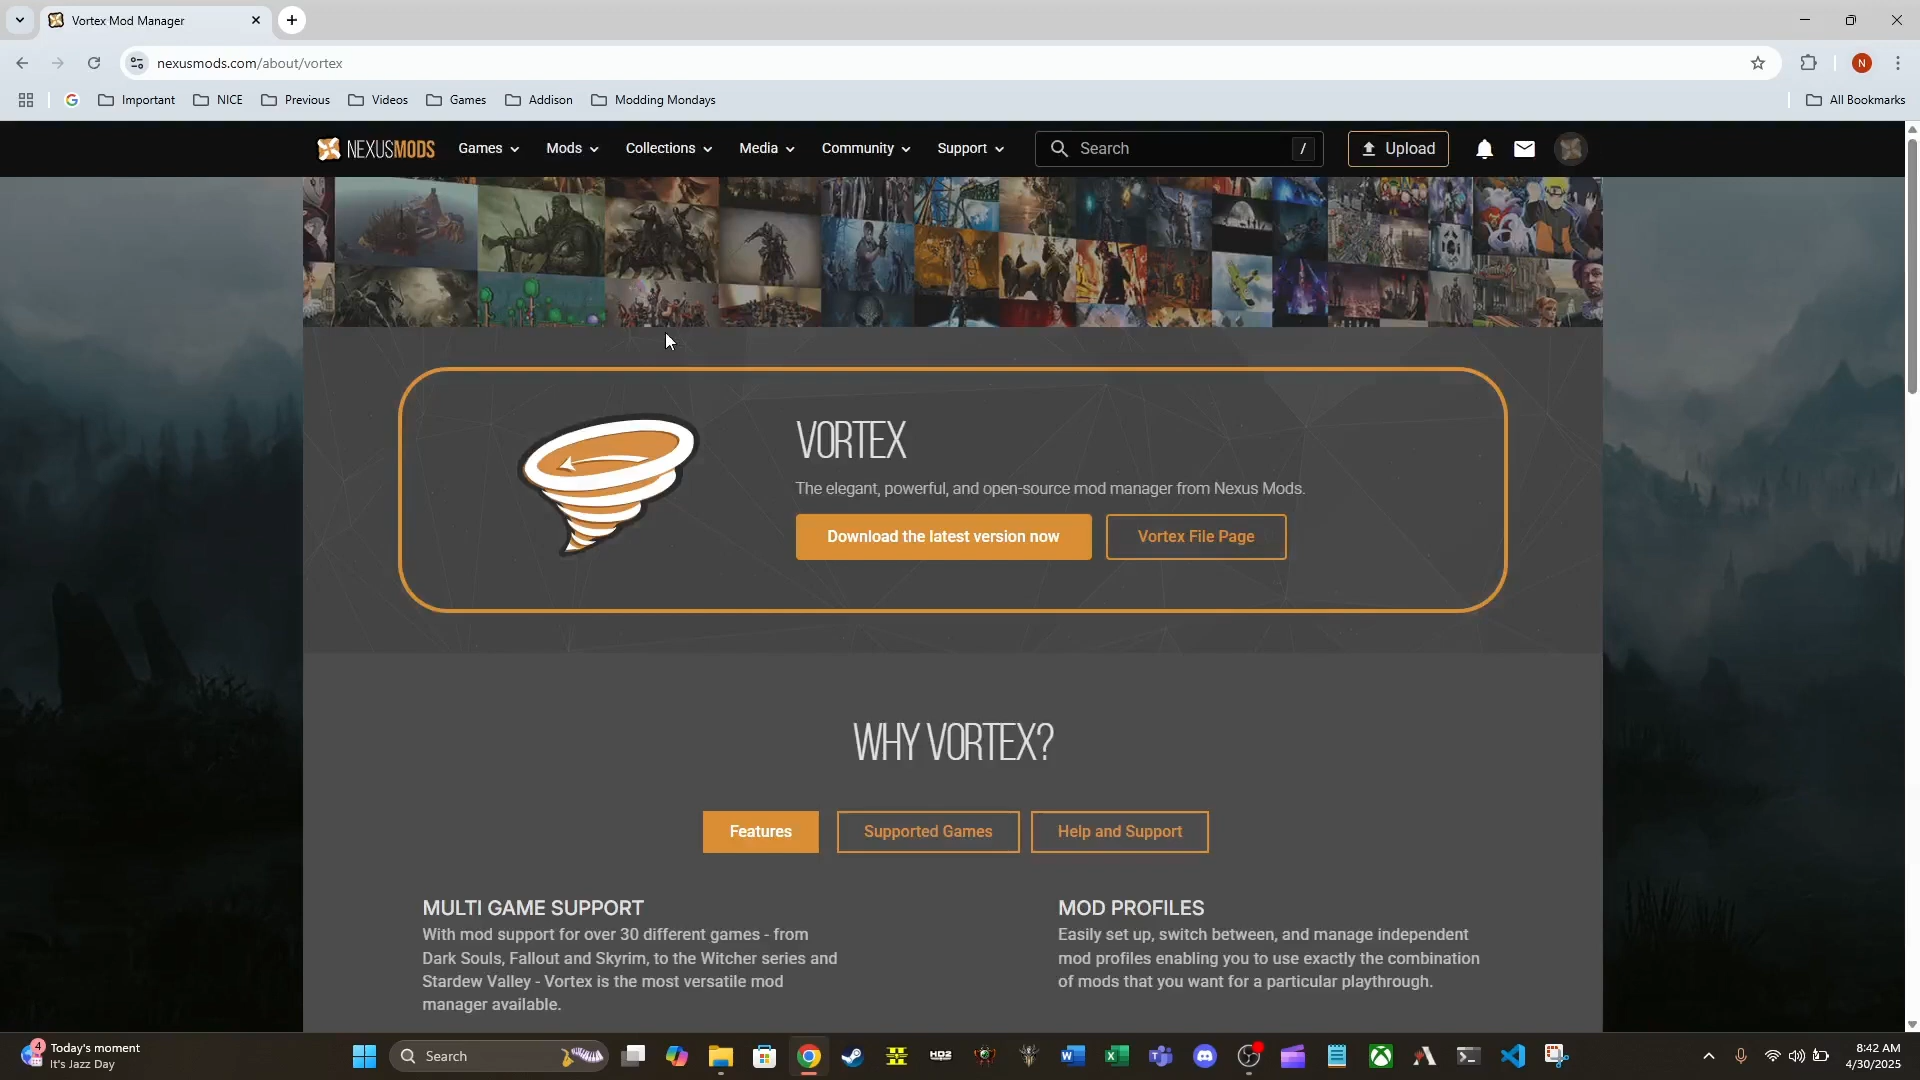 Vortex Mod Manager
nexusmods.com/about/vortex
Important NICE Previous Videos Games Addison Modding Mondays All Bookmarks
N
NEXUSMODS Games Mods Collections Media Community Support Search / Upload
VORTEX
The elegant, powerful, and open-source mod manager from Nexus Mods.
Download the latest version now Vortex File Page
WHY VORTEX?
Features Supported Games Help and Support
MULTI GAME SUPPORT
With mod support for over 30 different games - from
Dark Souls, Fallout and Skyrim, to the Witcher series and
Stardew Valley - Vortex is the most versatile mod
manager available.
MOD PROFILES
Easily set up, switch between, and manage independent
mod profiles enabling you to use exactly the combination
of mods that you want for a particular playthrough.
4
Today's moment
It's Jazz Day
Search
HD2
8:42 AM
4/30/2025